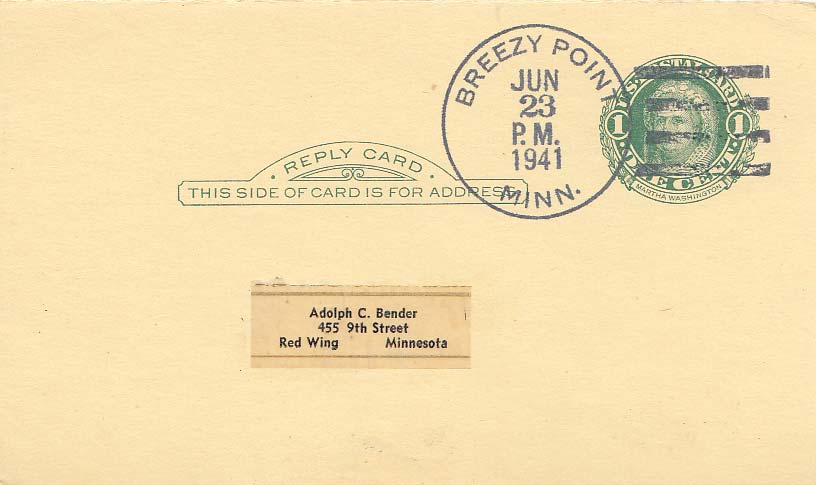 BREEZY POINT
JUN
23
P.M.
1941
MINN.
U.S. POSTAL CARD
1 1
ONE CENT
MARTHA WASHINGTON
· REPLY CARD ·
THIS SIDE OF CARD IS FOR ADDRESS
Adolph C. Bender
455 9th Street
Red Wing Minnesota